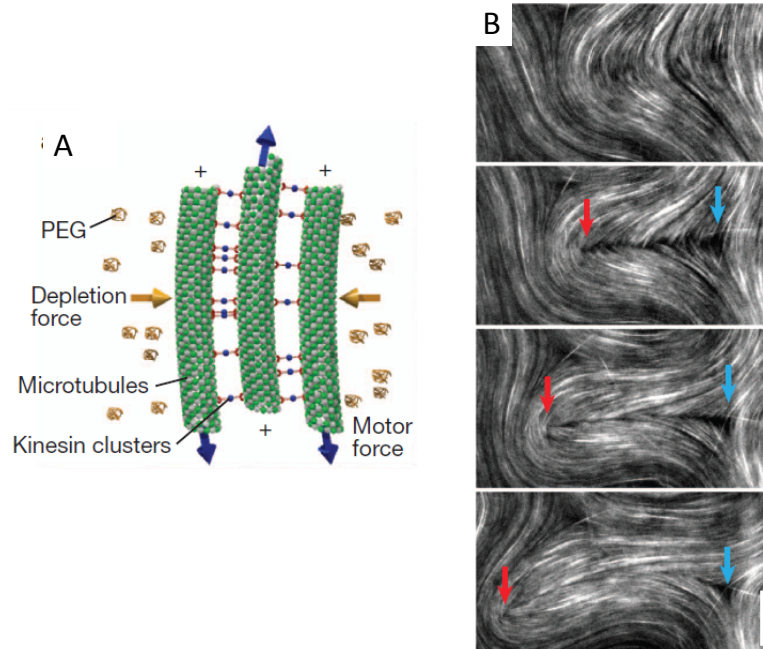 A
B
+
+
PEG
Depletion
force
Microtubules
Kinesin clusters
+
Motor
force